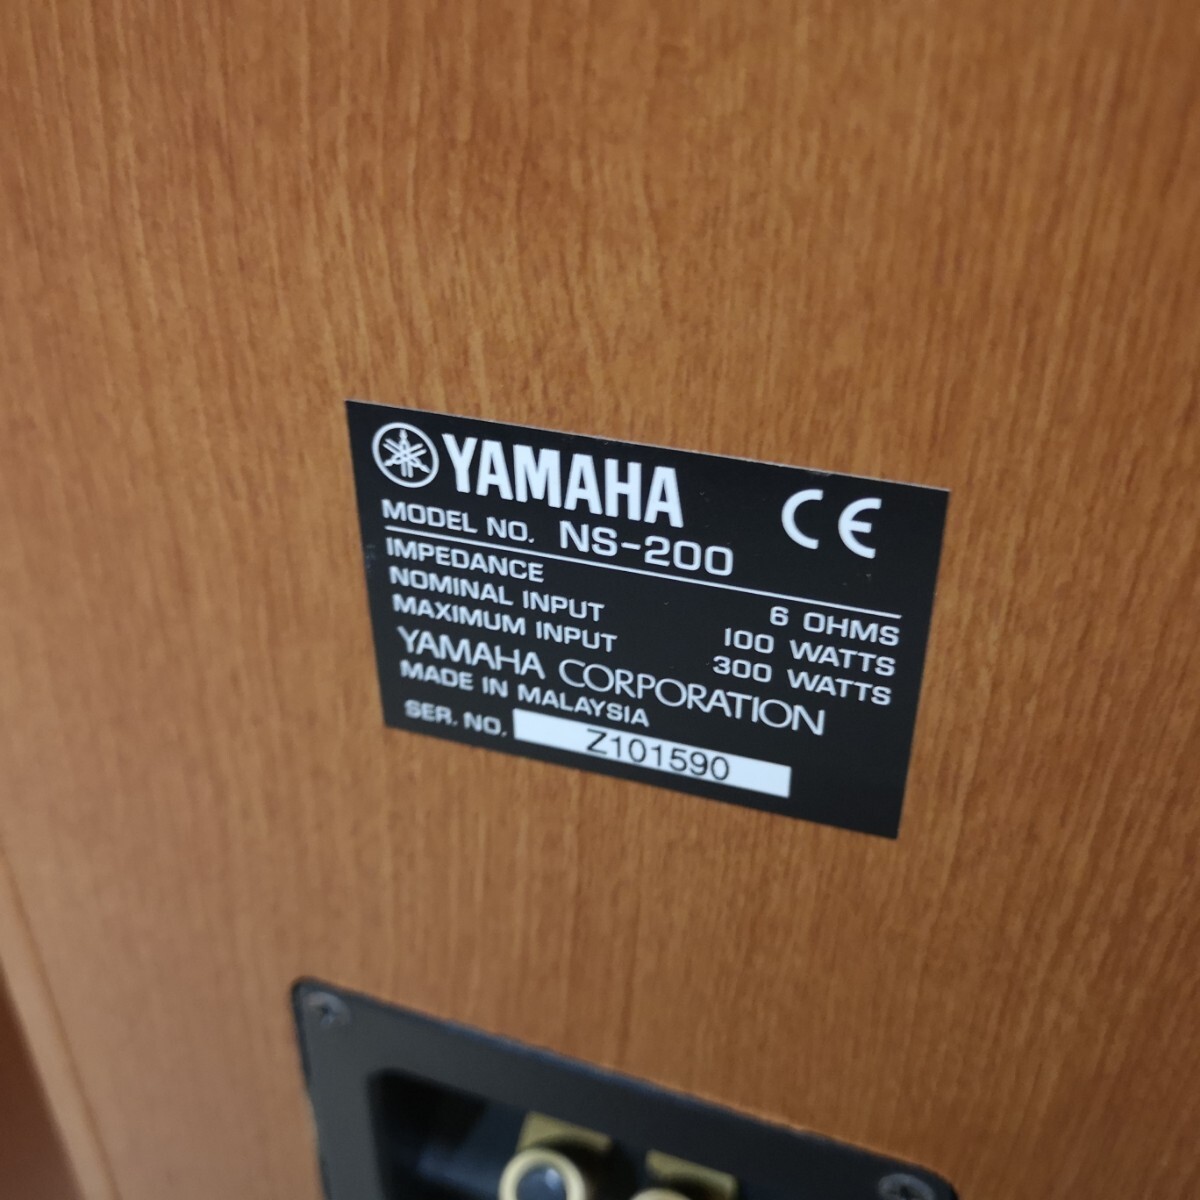 YAMAHA CE
MODEL NO. NS-200
IMPEDANCE 6 OHMS
NOMINAL INPUT 100 WATTS
MAXIMUM INPUT 300 WATTS
YAMAHA CORPORATION
MADE IN MALAYSIA
SER. NO. Z101590